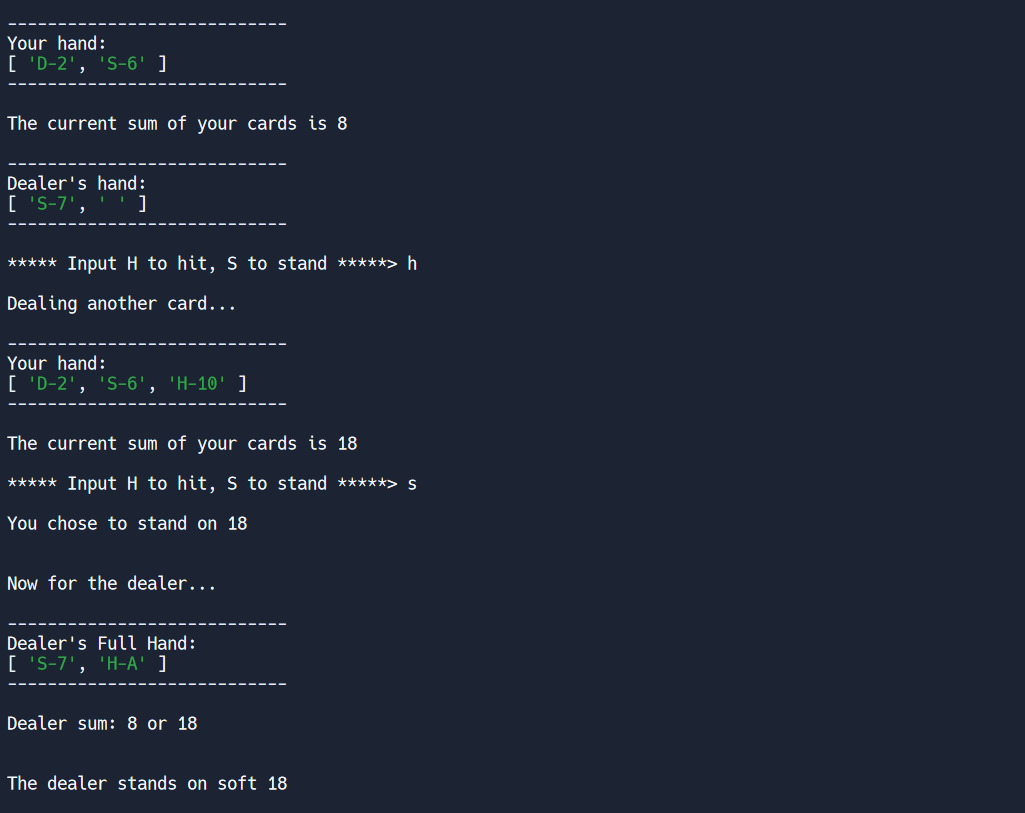 ----------------------------
Your hand:
[ 'D-2', 'S-6' ]
----------------------------
The current sum of your cards is 8
----------------------------
Dealer's hand:
[ 'S-7', ' ' ]
----------------------------
***** Input H to hit, S to stand *****> h
Dealing another card...
----------------------------
Your hand:
[ 'D-2', 'S-6', 'H-10' ]
----------------------------
The current sum of your cards is 18
***** Input H to hit, S to stand *****> s
You chose to stand on 18
Now for the dealer...
----------------------------
Dealer's Full Hand:
[ 'S-7', 'H-A' ]
----------------------------
Dealer sum: 8 or 18
The dealer stands on soft 18